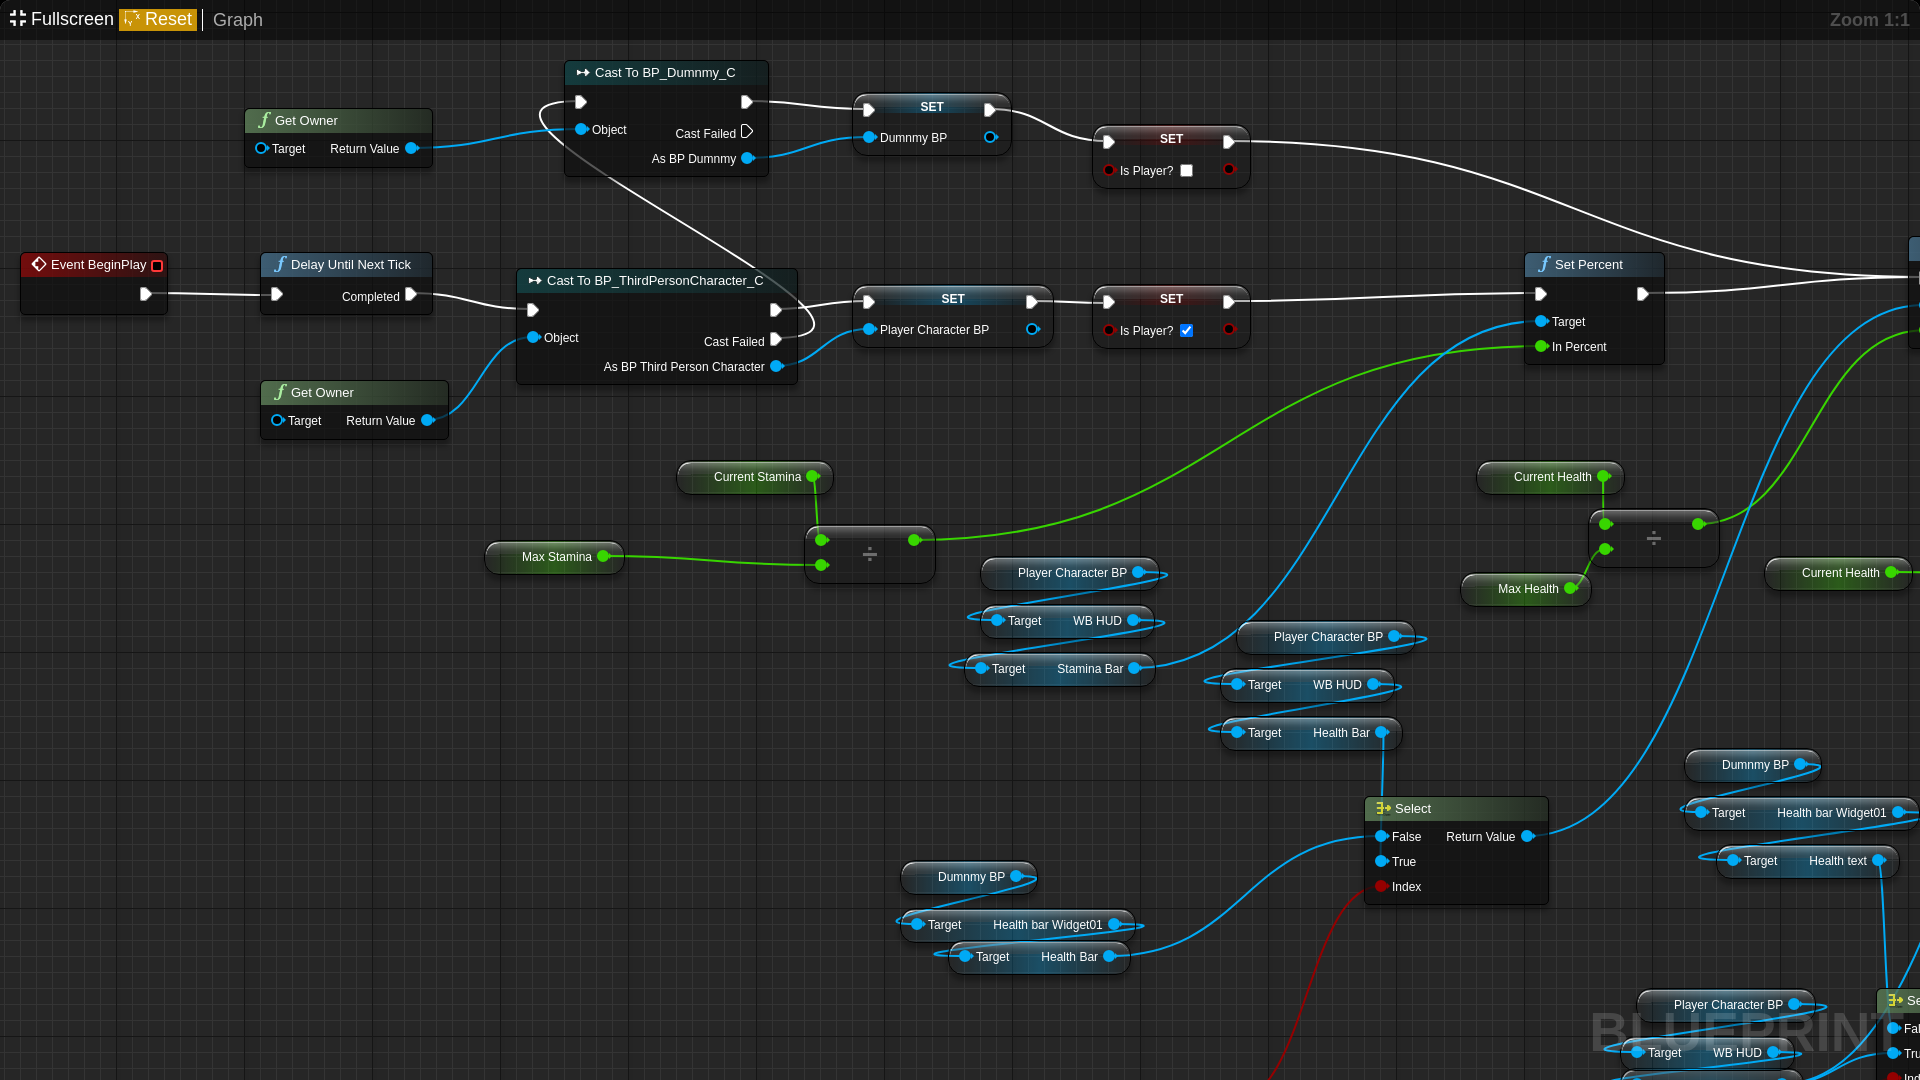 Fullscreen Reset Graph
Zoom 1:1
Cast To BP_Dumnmy_C
Object
Cast Failed
As BP Dumnmy
SET
Dumnmy BP
SET
Is Player?
Get Owner
Target Return Value
Event BeginPlay
Delay Until Next Tick
Completed
Cast To BP_ThirdPersonCharacter_C
Object
Cast Failed
As BP Third Person Character
SET
Player Character BP
SET
Is Player?
Set Percent
Target
In Percent
Get Owner
Target Return Value
Current Stamina
Max Stamina
÷
Current Health
÷
Max Health
Current Health
Player Character BP
Target WB HUD
Target Stamina Bar
Player Character BP
Target WB HUD
Target Health Bar
Select
False Return Value
True
Index
Dumnmy BP
Target Health bar Widget01
Target Health text
Dumnmy BP
Target Health bar Widget01
Target Health Bar
Player Character BP
Target WB HUD
BLUEPRINT